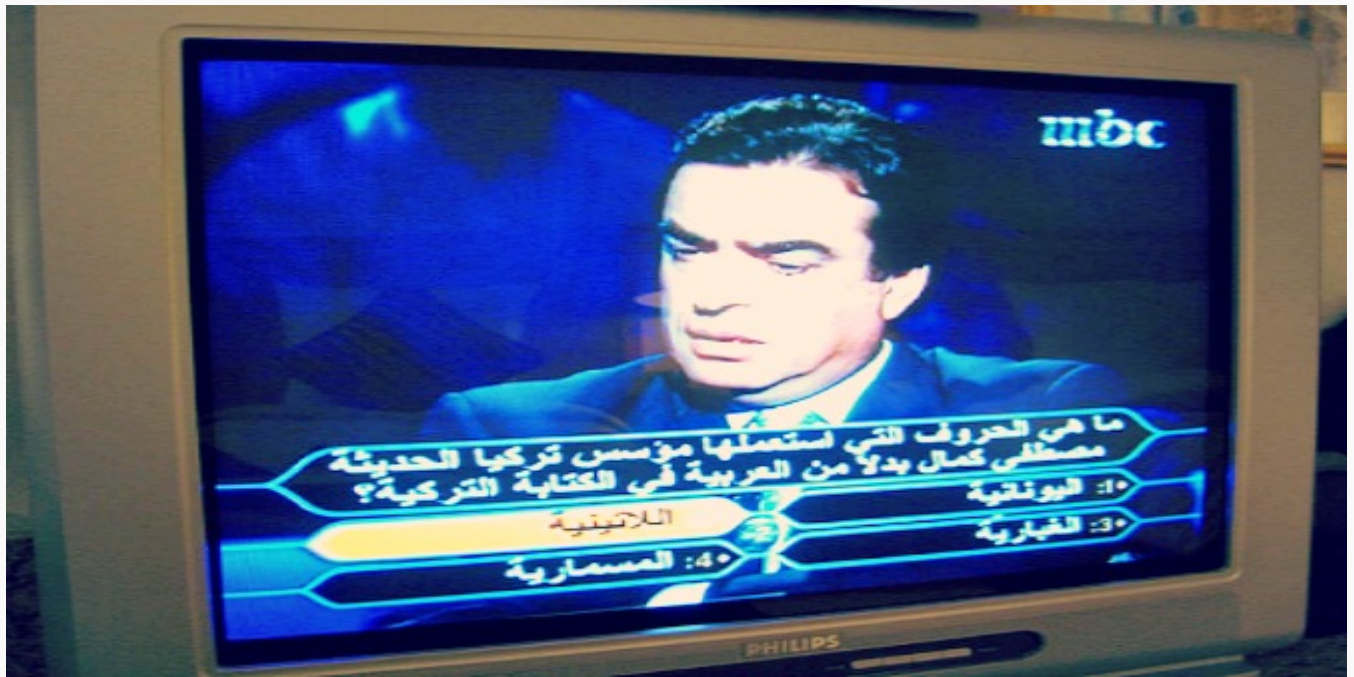 mbc
ما هي الحروف التي استعملها مؤسس تركيا الحديثة
مصطفى كمال بدلاً من العربية في الكتابة التركية؟
1: اليونانية
اللاتينية
3: الغبارية
4: المسمارية
PHILIPS